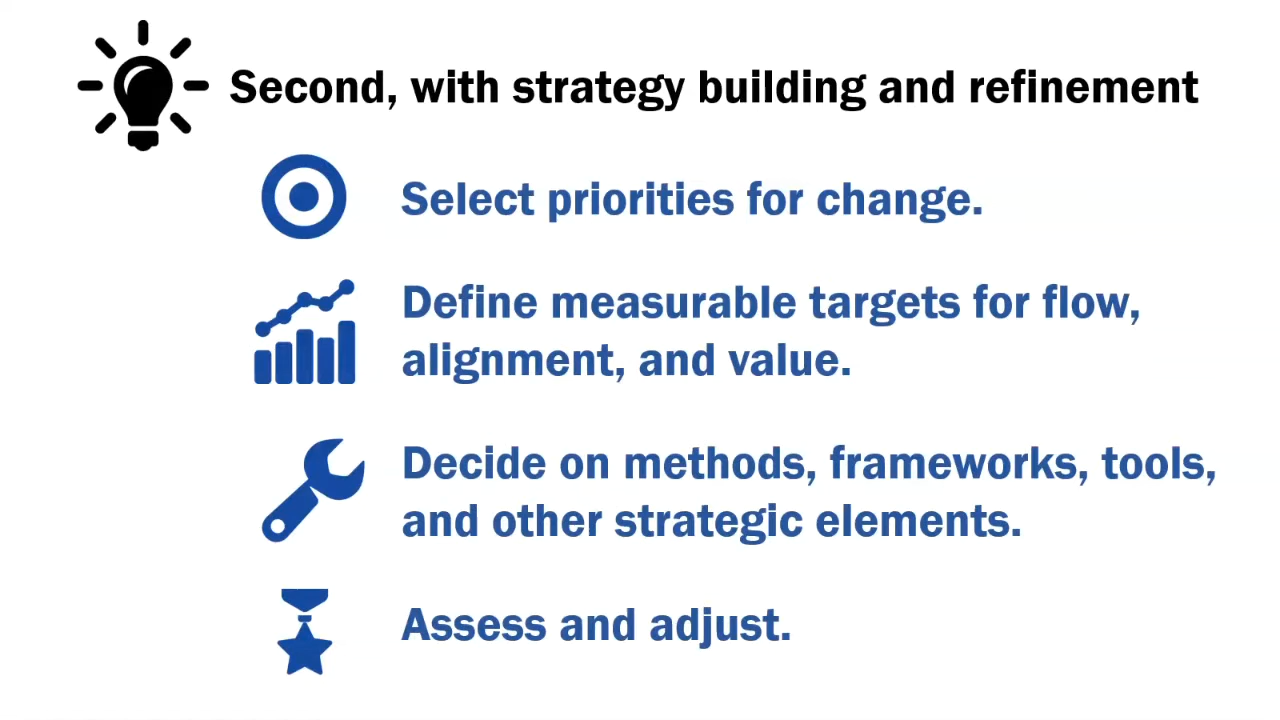 Second, with strategy building and refinement
Select priorities for change.
Define measurable targets for flow,
alignment, and value.
Decide on methods, frameworks, tools,
and other strategic elements.
Assess and adjust.